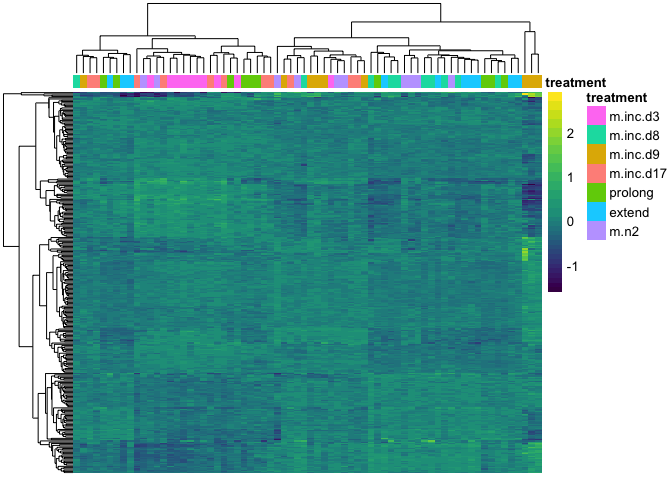 treatment
treatment
m.inc.d3
m.inc.d8
m.inc.d9
m.inc.d17
prolong
extend
m.n2
2
1
0
-1